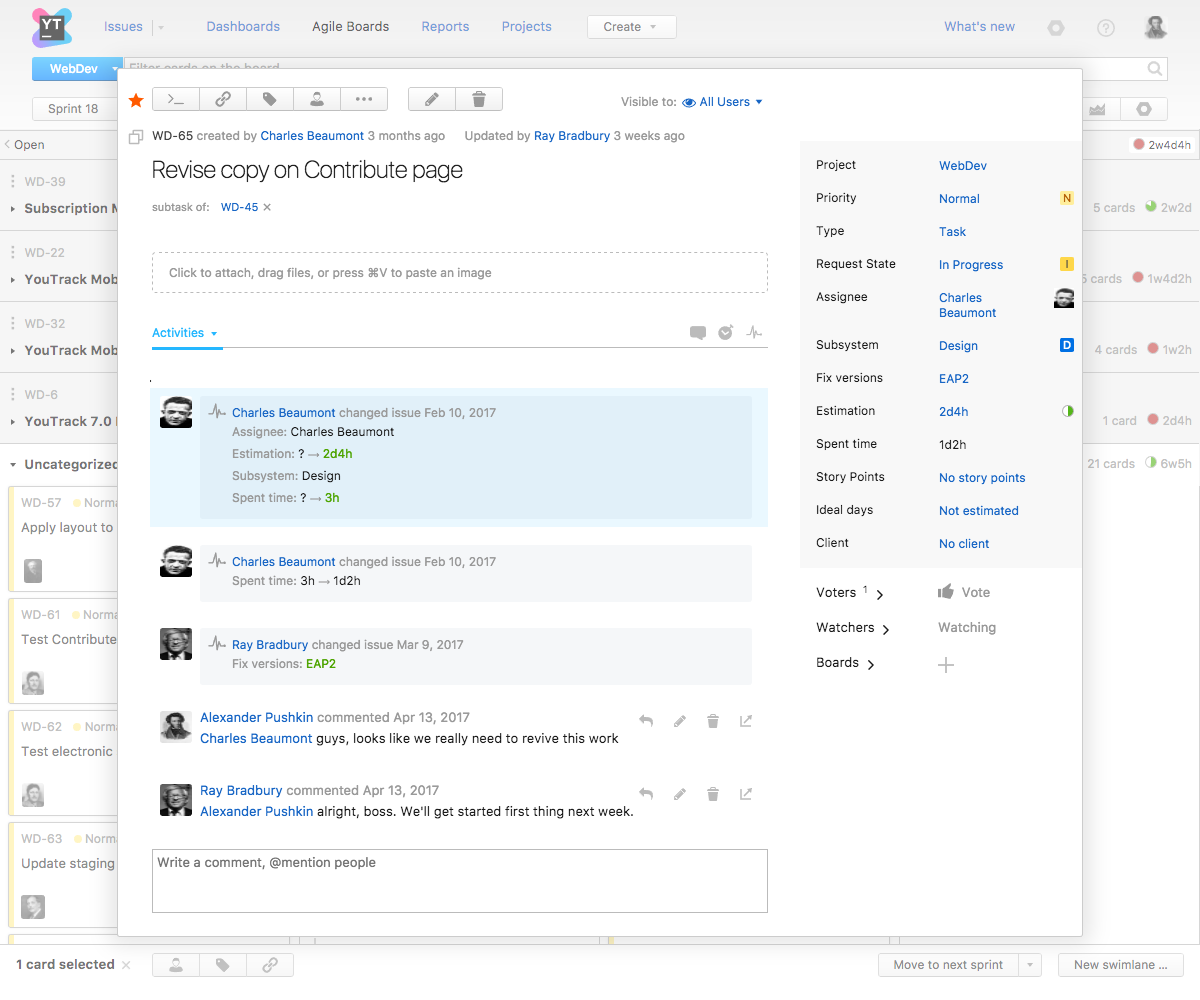 YT
Issues
Dashboards
Agile Boards
Reports
Projects
Create
What's new
WebDev
Filter cards on the board
Sprint 18
>_
Visible to: All Users
WD-65 created by Charles Beaumont 3 months ago Updated by Ray Bradbury 3 weeks ago
Revise copy on Contribute page
subtask of: WD-45 ×
Click to attach, drag files, or press ⌘V to paste an image
Activities
.
Charles Beaumont changed issue Feb 10, 2017
Assignee: Charles Beaumont
Estimation: ? → 2d4h
Subsystem: Design
Spent time: ? → 3h
Charles Beaumont changed issue Feb 10, 2017
Spent time: 3h → 1d2h
Ray Bradbury changed issue Mar 9, 2017
Fix versions: EAP2
Alexander Pushkin commented Apr 13, 2017
Charles Beaumont guys, looks like we really need to revive this work
Ray Bradbury commented Apr 13, 2017
Alexander Pushkin alright, boss. We'll get started first thing next week.
Write a comment, @mention people
Project WebDev
Priority Normal N
Type Task
Request State In Progress I
Assignee Charles
Beaumont
Subsystem Design D
Fix versions EAP2
Estimation 2d4h
Spent time 1d2h
Story Points No story points
Ideal days Not estimated
Client No client
Voters 1 Vote
Watchers Watching
Boards
Open
2w4d4h
WD-39
Subscription M
5 cards 2w2d
WD-22
YouTrack Mob
5 cards 1w4d2h
WD-32
YouTrack Mob
4 cards 1w2h
WD-6
YouTrack 7.0
1 card 2d4h
Uncategorized
21 cards 6w5h
WD-57 Norma
Apply layout to
WD-61 Norma
Test Contribute
WD-62 Norma
Test electronic
WD-63 Norma
Update staging
1 card selected ×
Move to next sprint
New swimlane ...